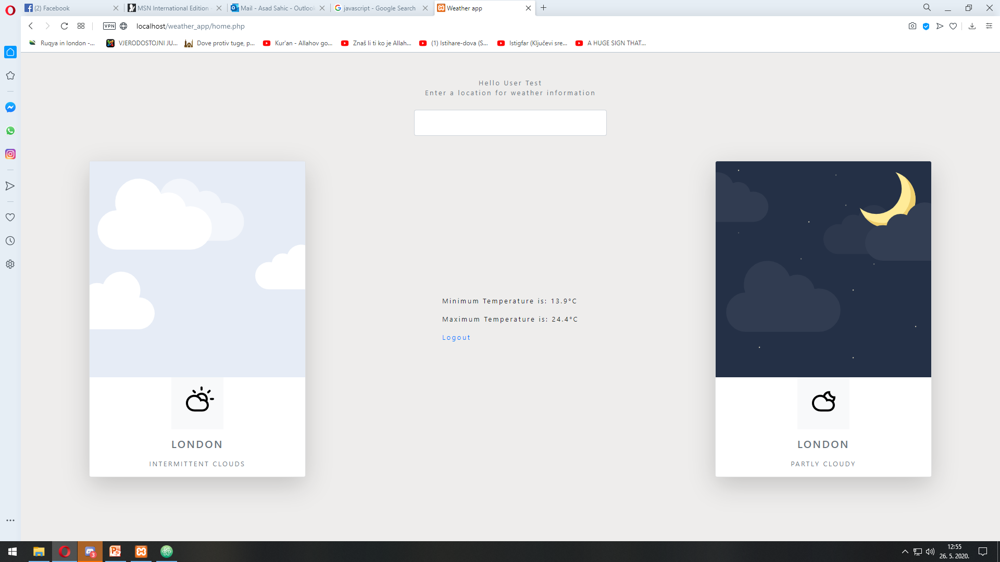 (2) Facebook
MSN International Edition
Mail - Asad Sahic - Outlook
javascript - Google Search
Weather app
VPN
localhost/weather_app/home.php
Ruqya in london -...
VJERODOSTOJNI JU...
Dove protiv tuge, p...
Kur'an - Allahov go...
Znaš li ti ko je Allah...
(1) Istihare-dova (S...
Istigfar (Ključevi sre...
A HUGE SIGN THAT...
Hello User Test
Enter a location for weather information
Minimum Temperature is: 13.9°C
Maximum Temperature is: 24.4°C
Logout
LONDON
INTERMITTENT CLOUDS
LONDON
PARTLY CLOUDY
3
12:55
26. 5. 2020.